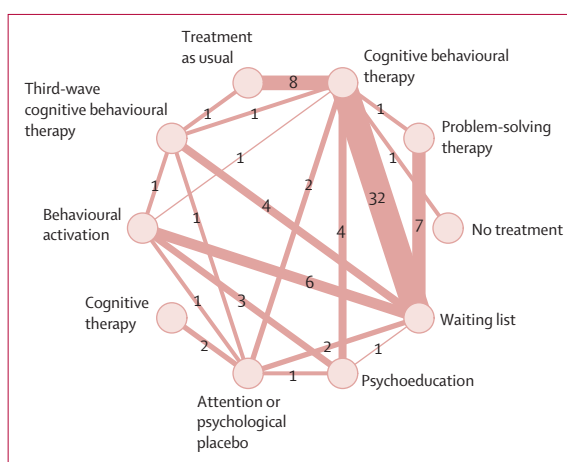 Treatment
as usual
Cognitive behavioural
therapy
8
Third-wave
cognitive behavioural
therapy
1
1
1
Problem-solving
therapy
1
1
1
2
32
4
7
No treatment
Behavioural
activation
1
4
6
Cognitive
therapy
1
3
2
2
1
1
Waiting list
Attention or
psychological
placebo
Psychoeducation